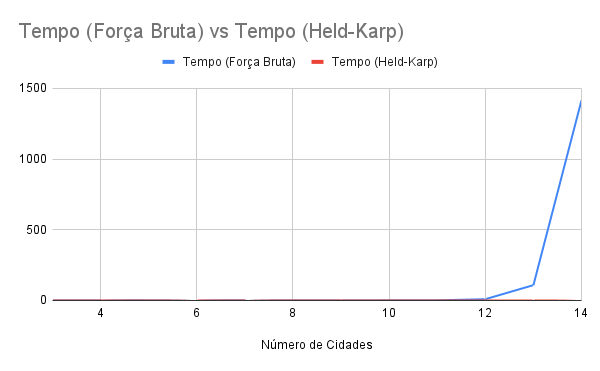 Tempo (Força Bruta) vs Tempo (Held-Karp)
Tempo (Força Bruta) Tempo (Held-Karp)
1500
1000
500
0
4 6 8 10 12 14
Número de Cidades